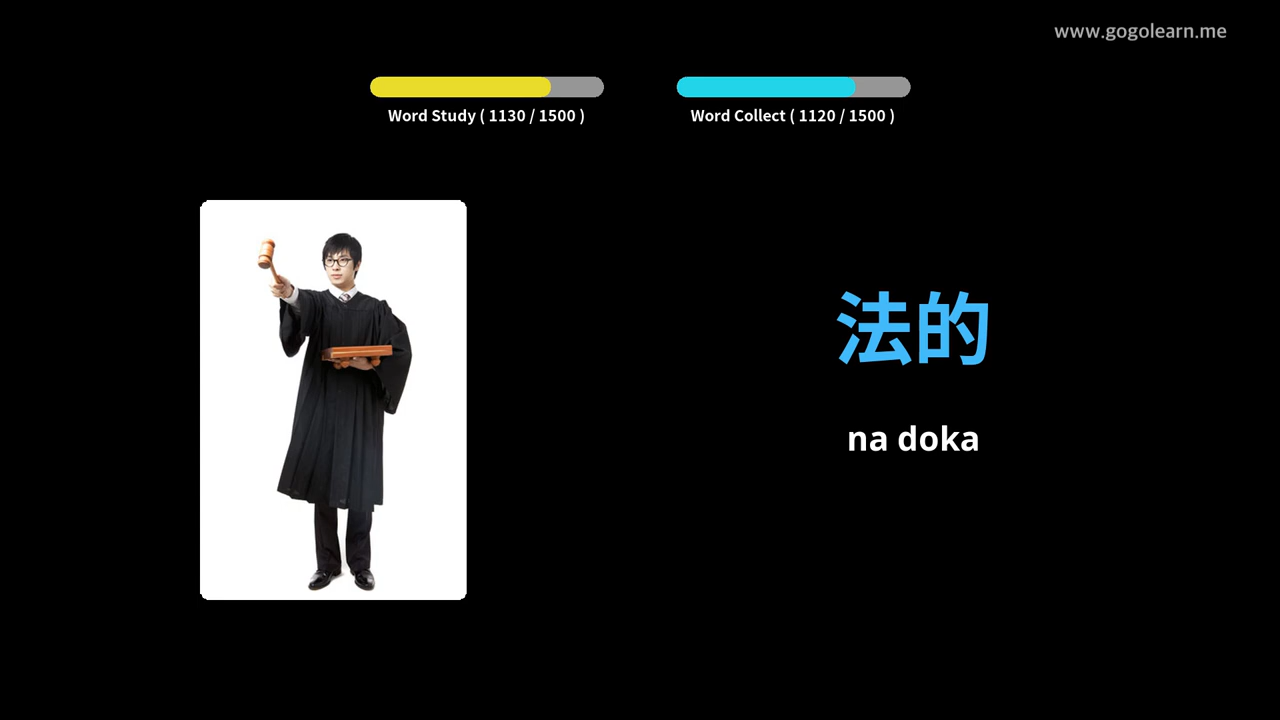 www.gogolearn.me
Word Study ( 1130 / 1500 )
Word Collect ( 1120 / 1500 )
法的
na doka